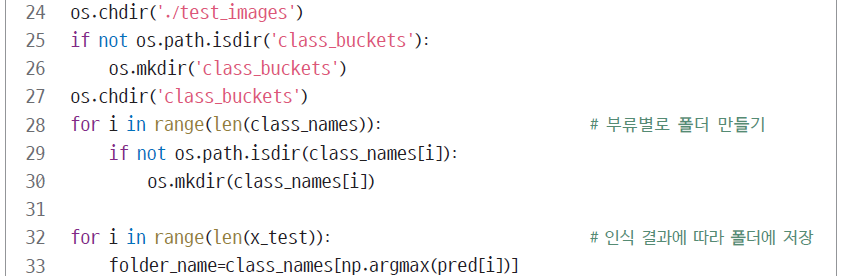 24 os.chdir('./test_images')
25 if not os.path.isdir('class_buckets'):
26     os.mkdir('class_buckets')
27 os.chdir('class_buckets')
28 for i in range(len(class_names)): # 부류별로 폴더 만들기
29     if not os.path.isdir(class_names[i]):
30         os.mkdir(class_names[i])
31
32 for i in range(len(x_test)): # 인식 결과에 따라 폴더에 저장
33     folder_name=class_names[np.argmax(pred[i])]